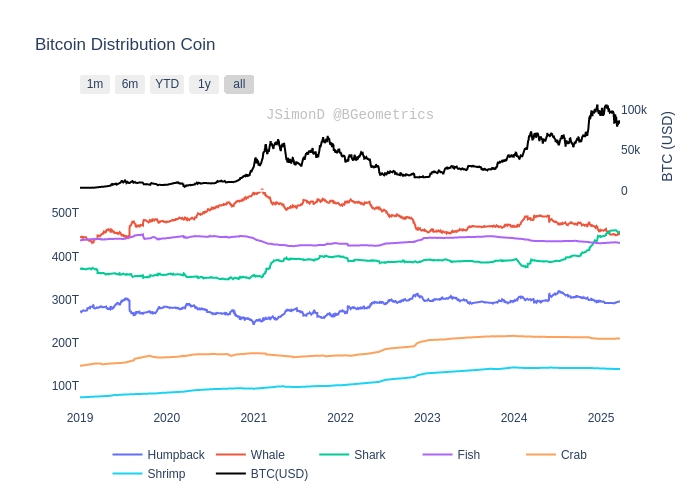 Bitcoin Distribution Coin
1m 6m YTD 1y all
JSimonD @BGeometrics
100k
50k
0
BTC (USD)
500T
400T
300T
200T
100T
2019 2020 2021 2022 2023 2024 2025
Humpback Whale Shark Fish Crab
Shrimp BTC(USD)